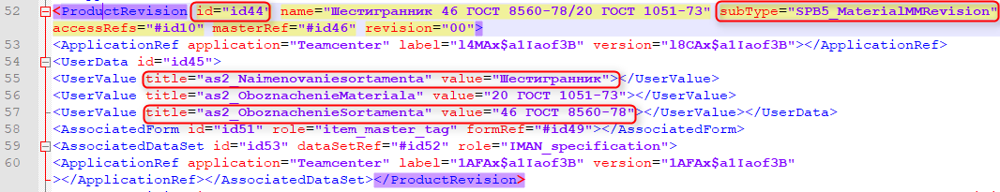 52 <ProductRevision id="id44" name="Шестигранник 46 ГОСТ 8560-78/20 ГОСТ 1051-73" subType="SPB5_MaterialMMRevision"
accessRefs="#id10" masterRef="#id46" revision="00">
53 <ApplicationRef application="Teamcenter" label="l4MAx$a1Iaof3B" version="l8CAx$a1Iaof3B"></ApplicationRef>
54 <UserData id="id45">
55 <UserValue title="as2_Naimenovaniesortamenta" value="Шестигранник"></UserValue>
56 <UserValue title="as2_OboznachenieMateriala" value="20 ГОСТ 1051-73"></UserValue>
57 <UserValue title="as2_OboznachenieSortamenta" value="46 ГОСТ 8560-78"></UserValue></UserData>
58 <AssociatedForm id="id51" role="item_master_tag" formRef="#id49"></AssociatedForm>
59 <AssociatedDataSet id="id53" dataSetRef="#id52" role="IMAN_specification">
60 <ApplicationRef application="Teamcenter" label="1AFAx$a1Iaof3B" version="1AFAx$a1Iaof3B"
></ApplicationRef></AssociatedDataSet></ProductRevision>